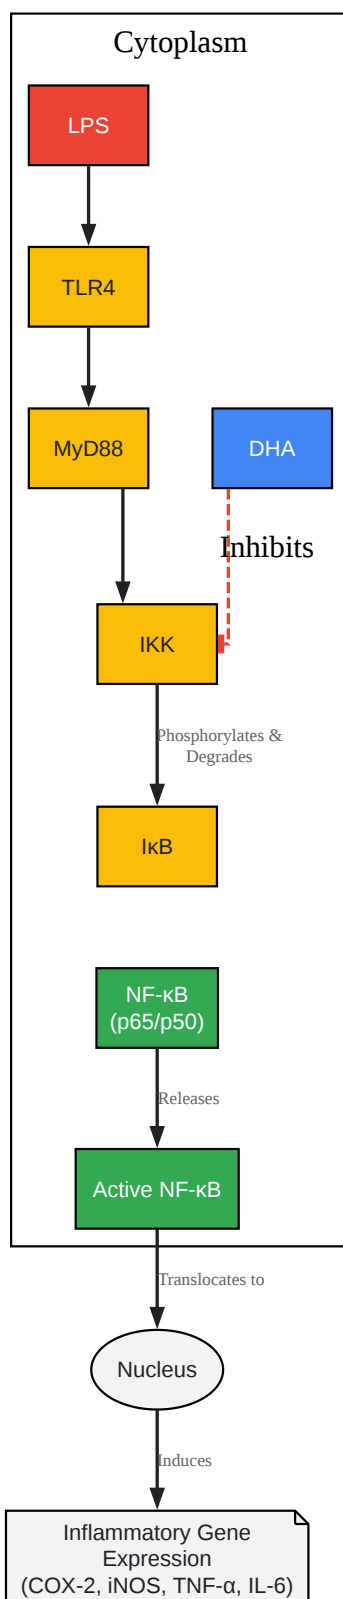 Cytoplasm
LPS
TLR4
MyD88
DHA
Inhibits
IKK
Phosphorylates &
Degrades
IκB
NF-κB
(p65/p50)
Releases
Active NF-κB
Translocates to
Nucleus
Induces
Inflammatory Gene
Expression
(COX-2, iNOS, TNF-α, IL-6)